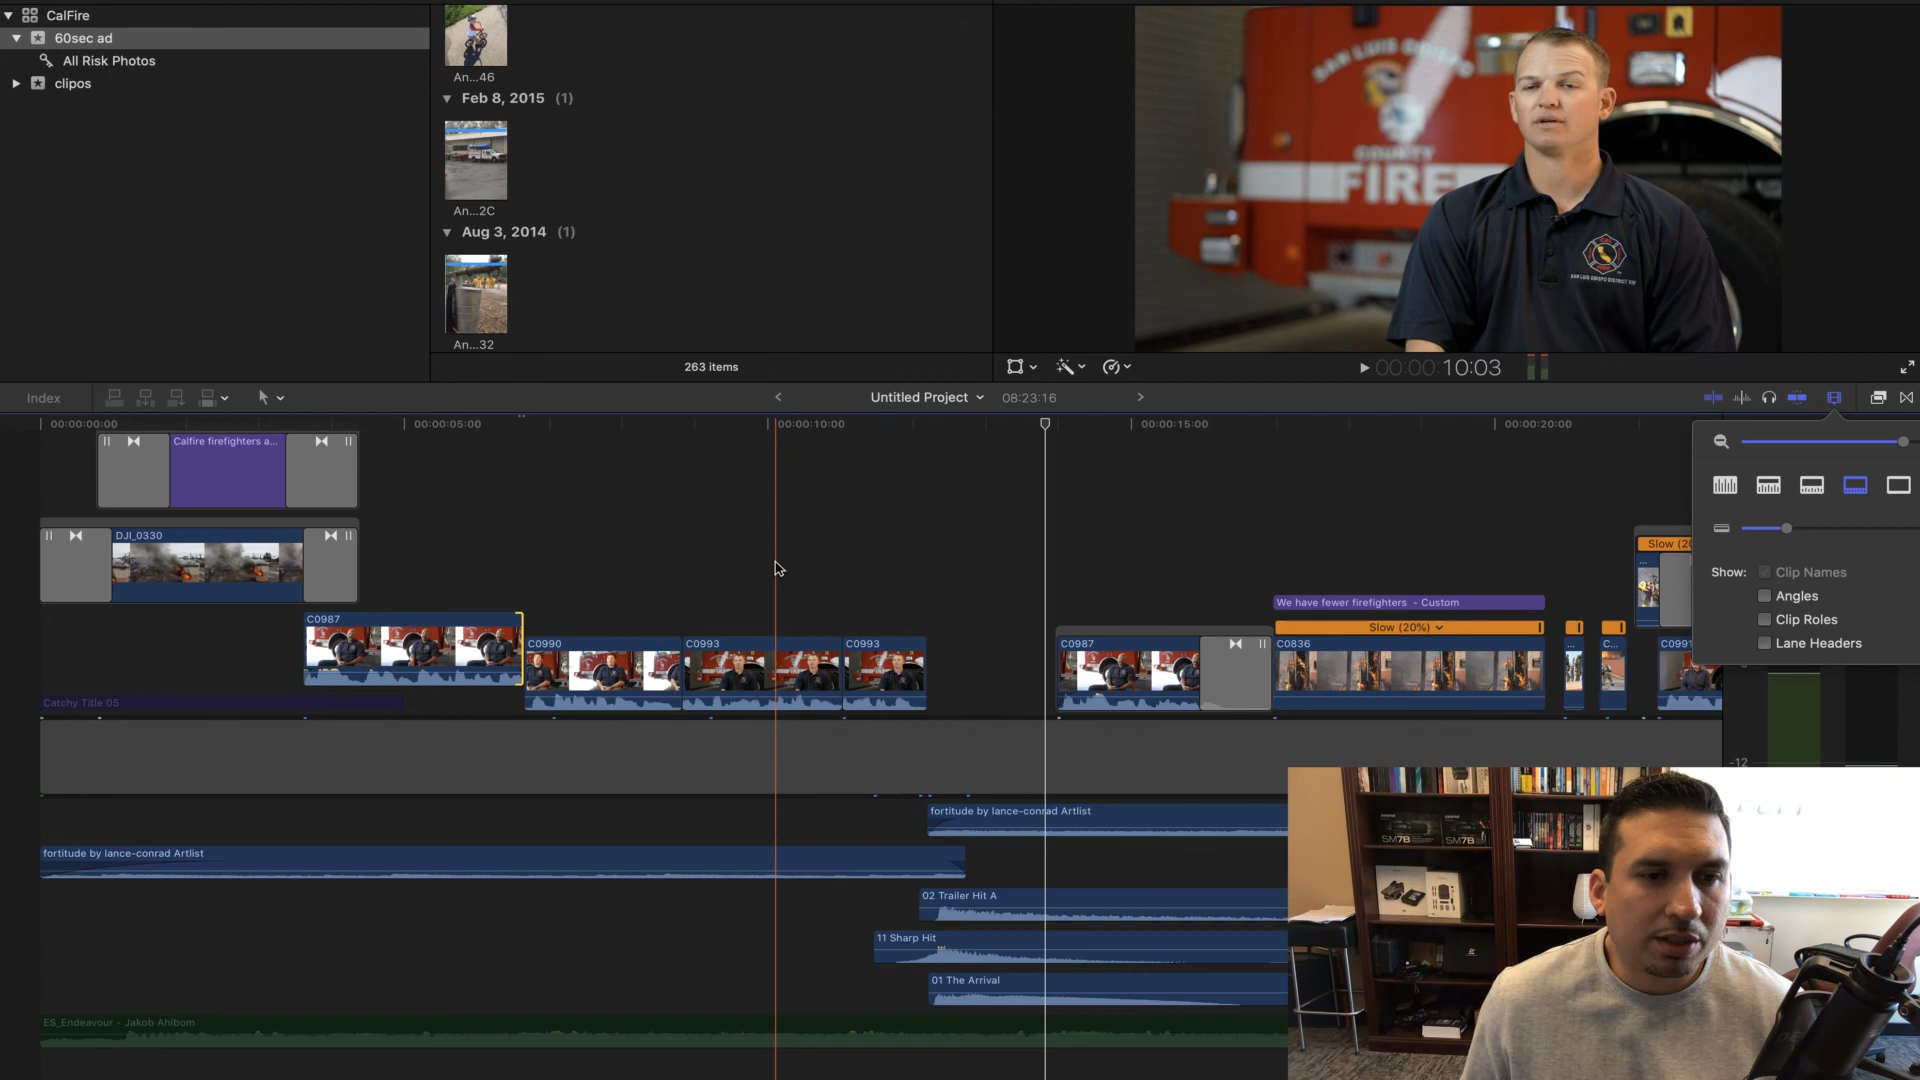 CalFire
60sec ad
All Risk Photos
clipos
An...46
Feb 8, 2015 (1)
An...2C
Aug 3, 2014 (1)
An...32
263 items
SAN LUIS OBISPO
COUNTY
FIRE
00:00:10:03
Index
Untitled Project
08:23:16
00:00:00:00
00:00:05:00
00:00:10:00
00:00:15:00
00:00:20:00
Calfire firefighters a...
DJI_0330
C0987
C0990
C0993
C0993
C0987
We have fewer firefighters - Custom
Slow (20%)
C0836
...
C...
Slow (20
...
C0991
Show:
Clip Names
Angles
Clip Roles
Lane Headers
Catchy Title 05
-12
fortitude by lance-conrad Artlist
fortitude by lance-conrad Artlist
02 Trailer Hit A
11 Sharp Hit
01 The Arrival
ES_Endeavour - Jakob Ahlbom
SM7B
SM7B